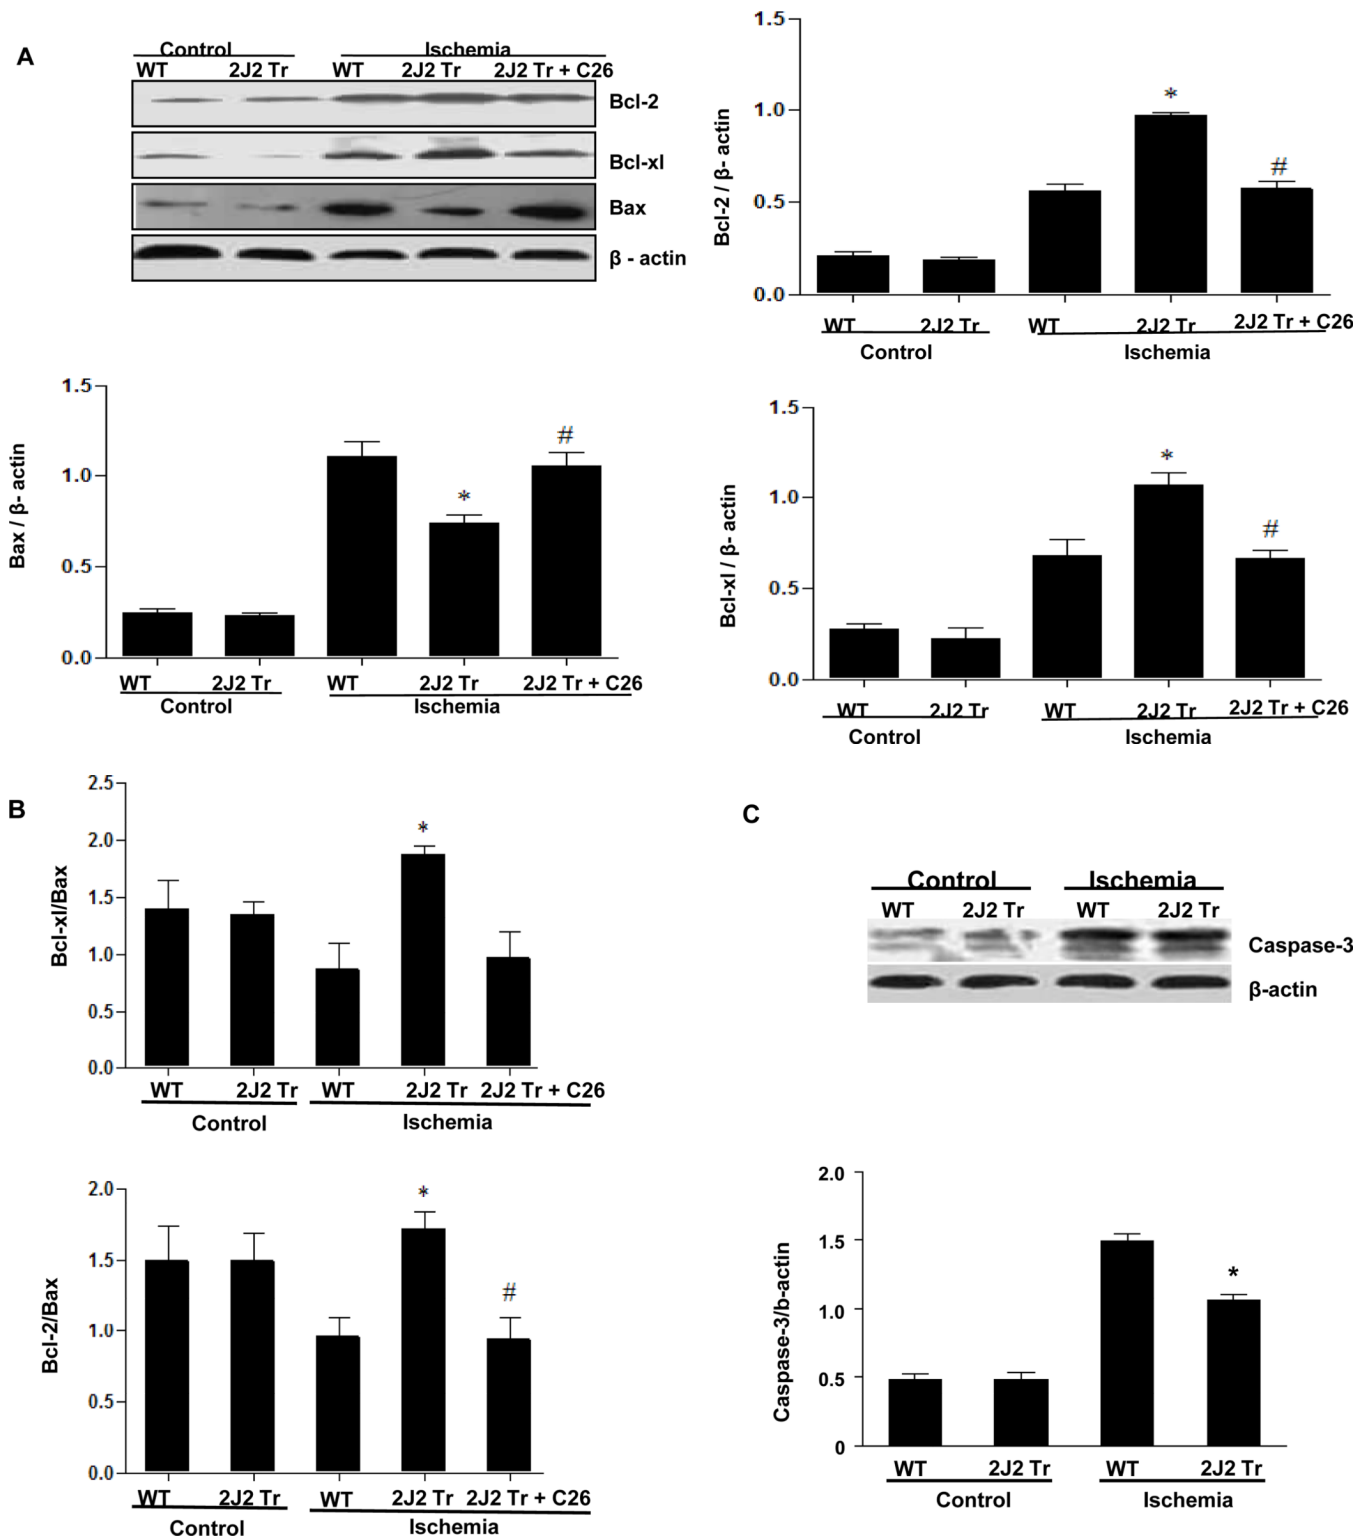 A
Control
Ischemia
WT
2J2 Tr
WT
2J2 Tr
2J2 Tr + C26
Bcl-2
Bcl-xl
Bax
β - actin
Bcl-2 / β- actin
1.5
1.0
0.5
0.0
*
#
WT
2J2 Tr
WT
2J2 Tr
2J2 Tr + C26
Control
Ischemia
Bax / β- actin
1.5
1.0
0.5
0.0
*
#
WT
2J2 Tr
WT
2J2 Tr
2J2 Tr + C26
Control
Ischemia
Bcl-xl / β- actin
1.5
1.0
0.5
0.0
*
#
WT
2J2 Tr
WT
2J2 Tr
2J2 Tr + C26
Control
Ischemia
B
Bcl-xl/Bax
2.5
2.0
1.5
1.0
0.5
0.0
*
WT
2J2 Tr
WT
2J2 Tr
2J2 Tr + C26
Control
Ischemia
Bcl-2/Bax
2.0
1.5
1.0
0.5
0.0
*
#
WT
2J2 Tr
WT
2J2 Tr
2J2 Tr + C26
Control
Ischemia
C
Control
Ischemia
WT
2J2 Tr
WT
2J2 Tr
Caspase-3
β-actin
Caspase-3/b-actin
2.0
1.5
1.0
0.5
0
*
WT
2J2 Tr
WT
2J2 Tr
Control
Ischemia